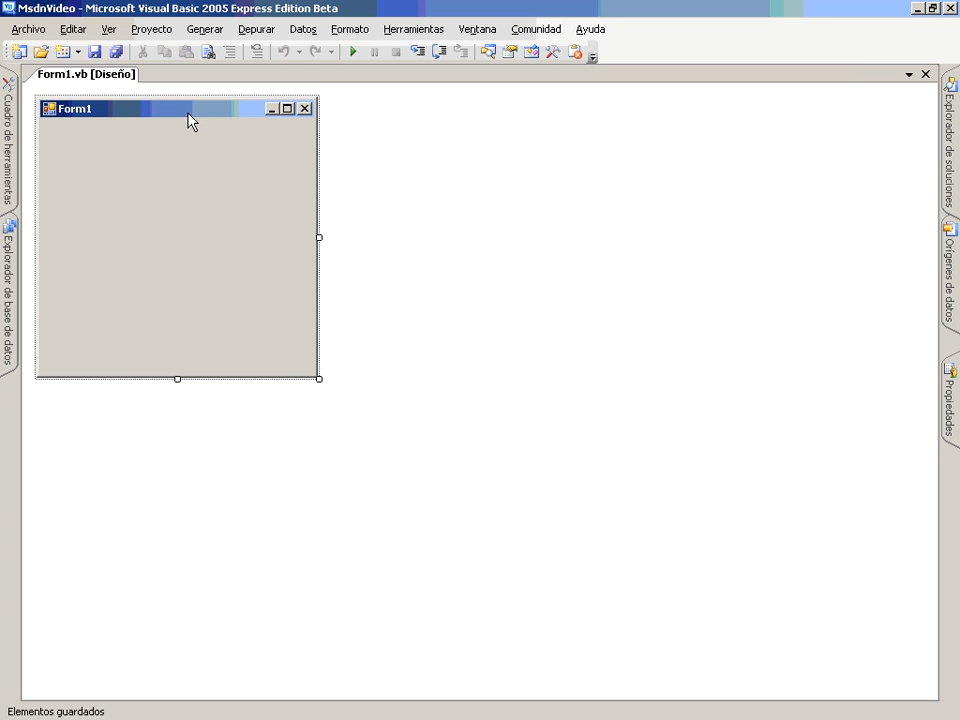 MsdnVideo - Microsoft Visual Basic 2005 Express Edition Beta
Archivo Editar Ver Proyecto Generar Depurar Datos Formato Herramientas Ventana Comunidad Ayuda
Form1.vb [Diseño]
Form1
Cuadro de herramientas
Explorador de base de datos
Explorador de soluciones
Orígenes de datos
Propiedades
Elementos guardados